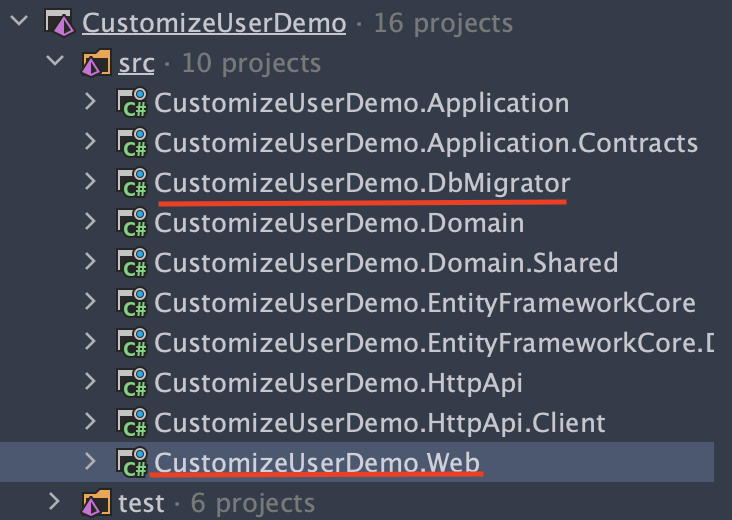 CustomizeUserDemo · 16 projects
src · 10 projects
C# CustomizeUserDemo.Application
C# CustomizeUserDemo.Application.Contracts
C# CustomizeUserDemo.DbMigrator
C# CustomizeUserDemo.Domain
C# CustomizeUserDemo.Domain.Shared
C# CustomizeUserDemo.EntityFrameworkCore
C# CustomizeUserDemo.EntityFrameworkCore.D
C# CustomizeUserDemo.HttpApi
C# CustomizeUserDemo.HttpApi.Client
C# CustomizeUserDemo.Web
test · 6 projects